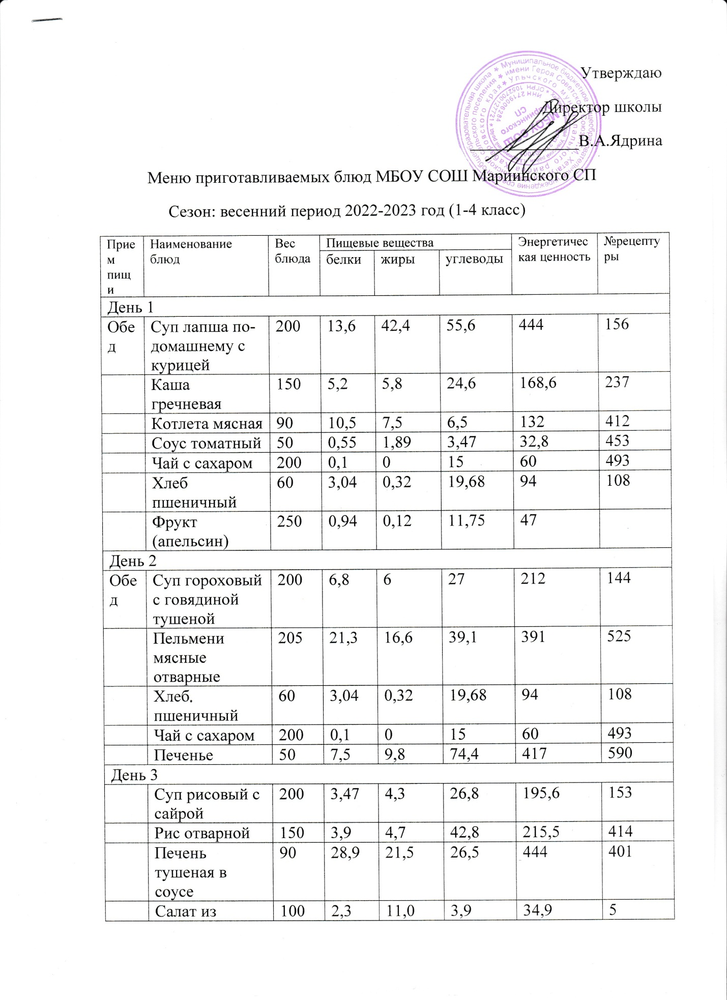 Утверждаю
Директор школы
В.А.Ядрина
Меню приготавливаемых блюд МБОУ СОШ Мариинского СП
Сезон: весенний период 2022-2023 год (1-4 класс)
Прием пищи Наименование блюд Вес блюда Пищевые вещества Энергетическая ценность №рецептуры
белки жиры углеводы
День 1
Обед Суп лапша по-домашнему с курицей 200 13,6 42,4 55,6 444 156
Каша гречневая 150 5,2 5,8 24,6 168,6 237
Котлета мясная 90 10,5 7,5 6,5 132 412
Соус томатный 50 0,55 1,89 3,47 32,8 453
Чай с сахаром 200 0,1 0 15 60 493
Хлеб пшеничный 60 3,04 0,32 19,68 94 108
Фрукт (апельсин) 250 0,94 0,12 11,75 47
День 2
Обед Суп гороховый с говядиной тушеной 200 6,8 6 27 212 144
Пельмени мясные отварные 205 21,3 16,6 39,1 391 525
Хлеб. пшеничный 60 3,04 0,32 19,68 94 108
Чай с сахаром 200 0,1 0 15 60 493
Печенье 50 7,5 9,8 74,4 417 590
День 3
Суп рисовый с сайрой 200 3,47 4,3 26,8 195,6 153
Рис отварной 150 3,9 4,7 42,8 215,5 414
Печень тушеная в соусе 90 28,9 21,5 26,5 444 401
Салат из 100 2,3 11,0 3,9 34,9 5